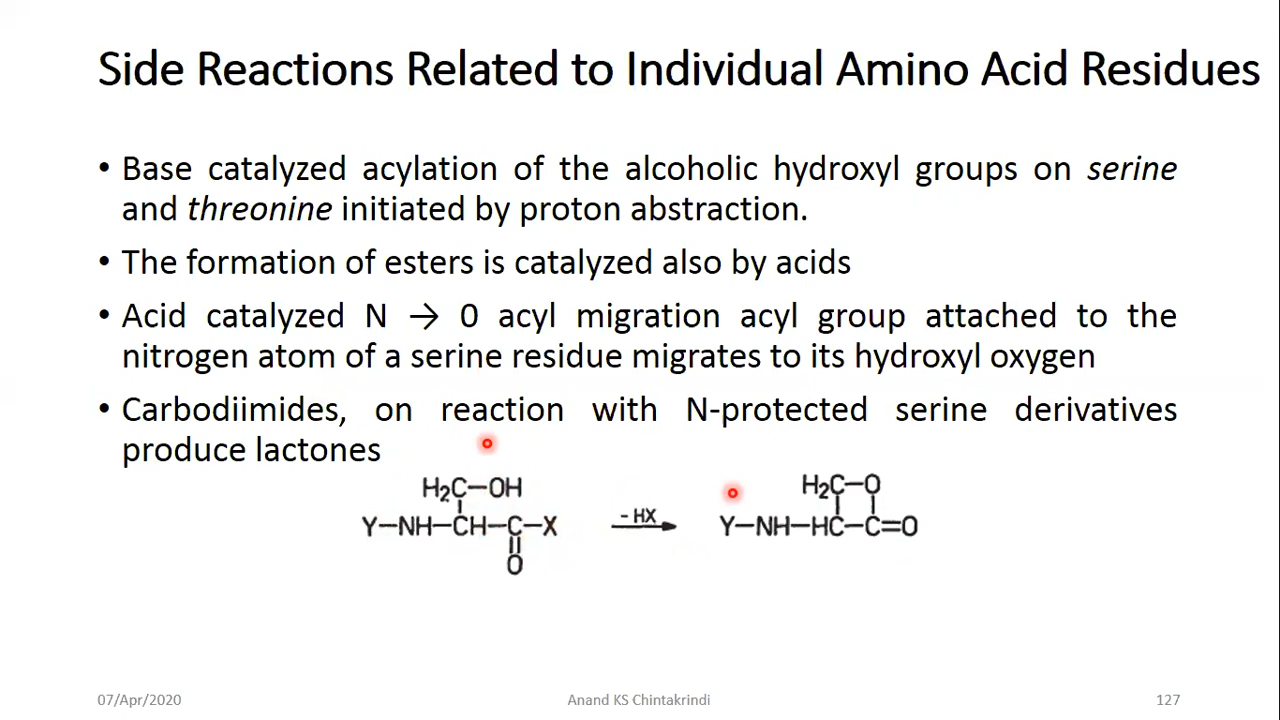 Side Reactions Related to Individual Amino Acid Residues
• Base catalyzed acylation of the alcoholic hydroxyl groups on serine
and threonine initiated by proton abstraction.
• The formation of esters is catalyzed also by acids
• Acid catalyzed N → 0 acyl migration acyl group attached to the
nitrogen atom of a serine residue migrates to its hydroxyl oxygen
• Carbodiimides, on reaction with N-protected serine derivatives
produce lactones
H₂C–OH
Y–NH–CH–C–X
O
–HX
H₂C–O
Y–NH–HC–C=O
07/Apr/2020
Anand KS Chintakrindi
127